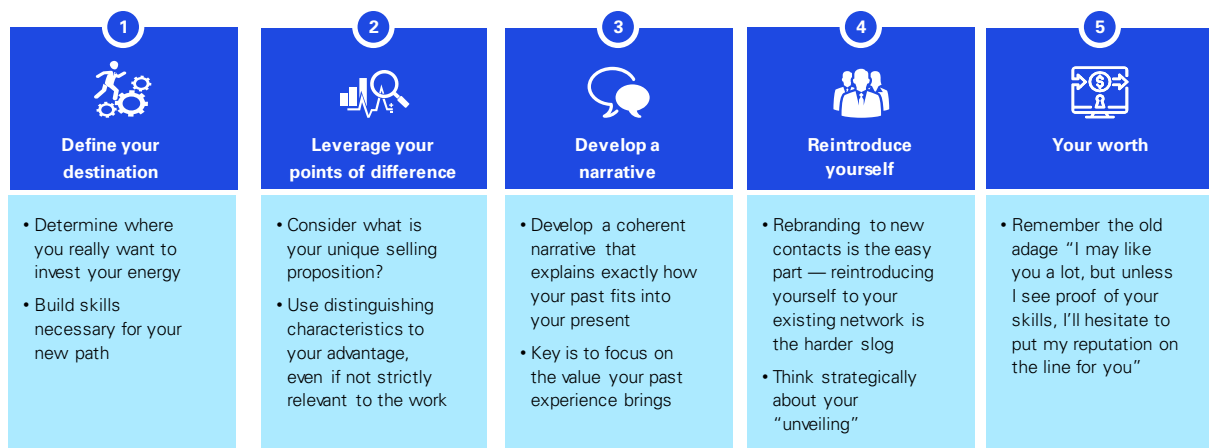 1
Define your
destination
• Determine where
you really want to
invest your energy
• Build skills
necessary for your
new path
2
Leverage your
points of difference
• Consider what is
your unique selling
proposition?
• Use distinguishing
characteristics to
your advantage,
even if not strictly
relevant to the work
3
Develop a
narrative
• Develop a coherent
narrative that
explains exactly how
your past fits into
your present
• Key is to focus on
the value your past
experience brings
4
Reintroduce
yourself
• Rebranding to new
contacts is the easy
part — reintroducing
yourself to your
existing network is
the harder slog
• Think strategically
about your
“unveiling”
5
Your worth
• Remember the old
adage “I may like
you a lot, but unless
I see proof of your
skills, I’ll hesitate to
put my reputation on
the line for you”